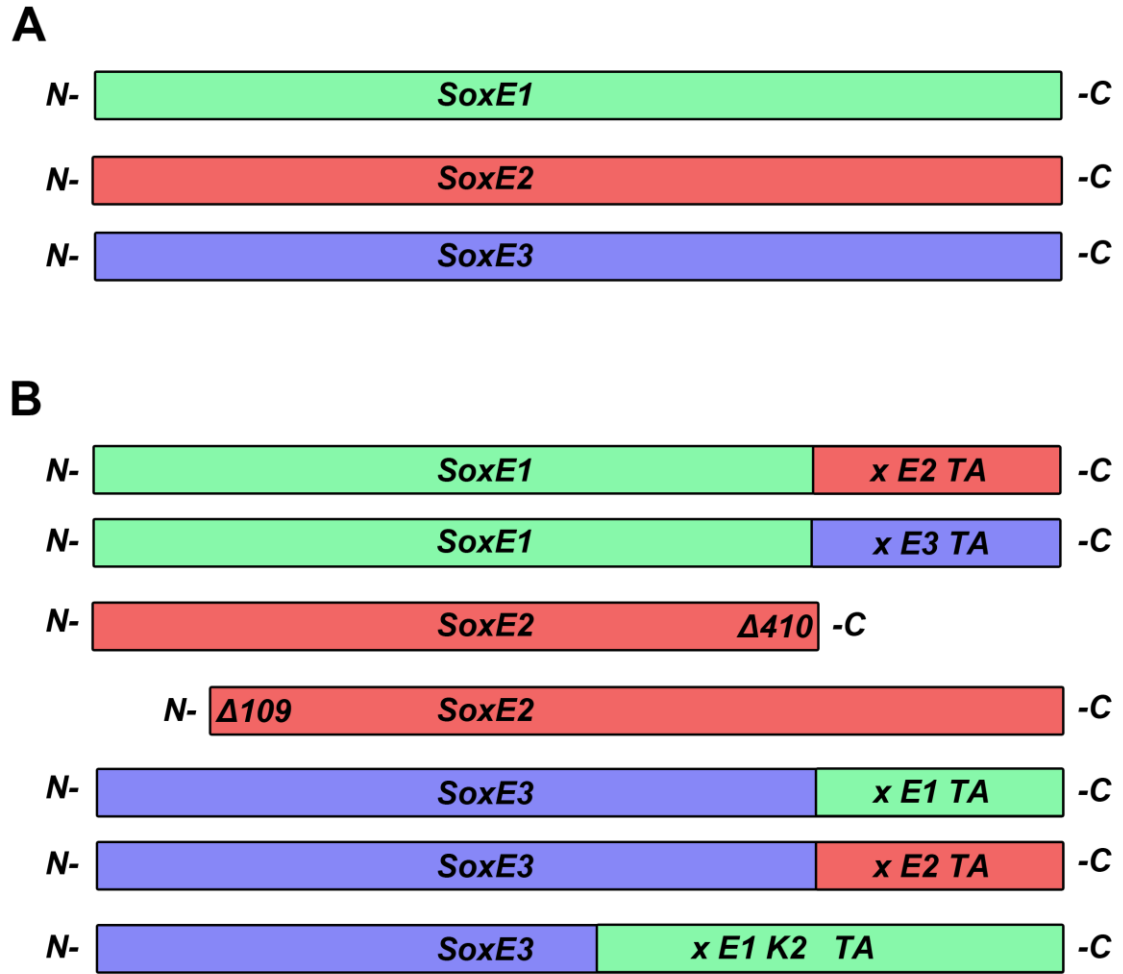 A
N- SoxE1 -C
N- SoxE2 -C
N- SoxE3 -C
B
N- SoxE1 x E2 TA -C
N- SoxE1 x E3 TA -C
N- SoxE2 Δ410 -C
N- Δ109 SoxE2 -C
N- SoxE3 x E1 TA -C
N- SoxE3 x E2 TA -C
N- SoxE3 x E1 K2 TA -C